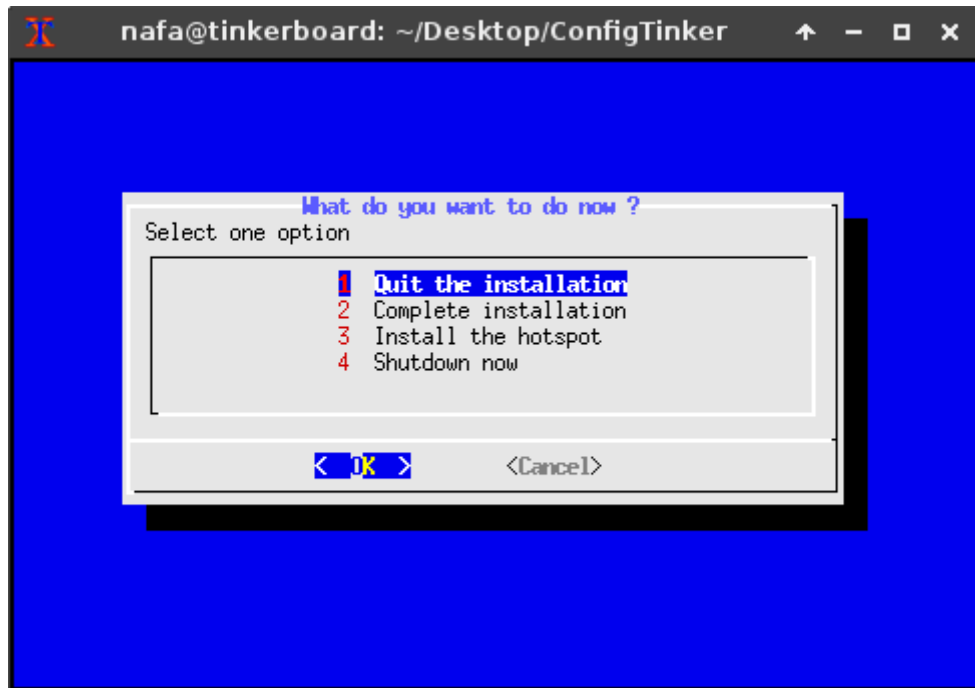 nafa@tinkerboard: ~/Desktop/ConfigTinker
What do you want to do now ?
Select one option
1 Quit the installation
2 Complete installation
3 Install the hotspot
4 Shutdown now
< OK > <Cancel>